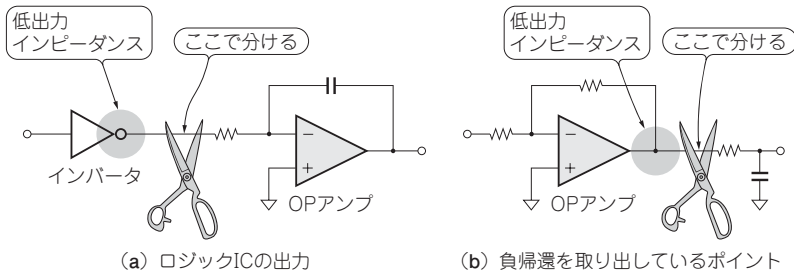 低出力
インピーダンス
ここで分ける
インバータ
−
+
OPアンプ
(a) ロジックICの出力
低出力
インピーダンス
ここで分ける
−
+
OPアンプ
(b) 負帰還を取り出しているポイント